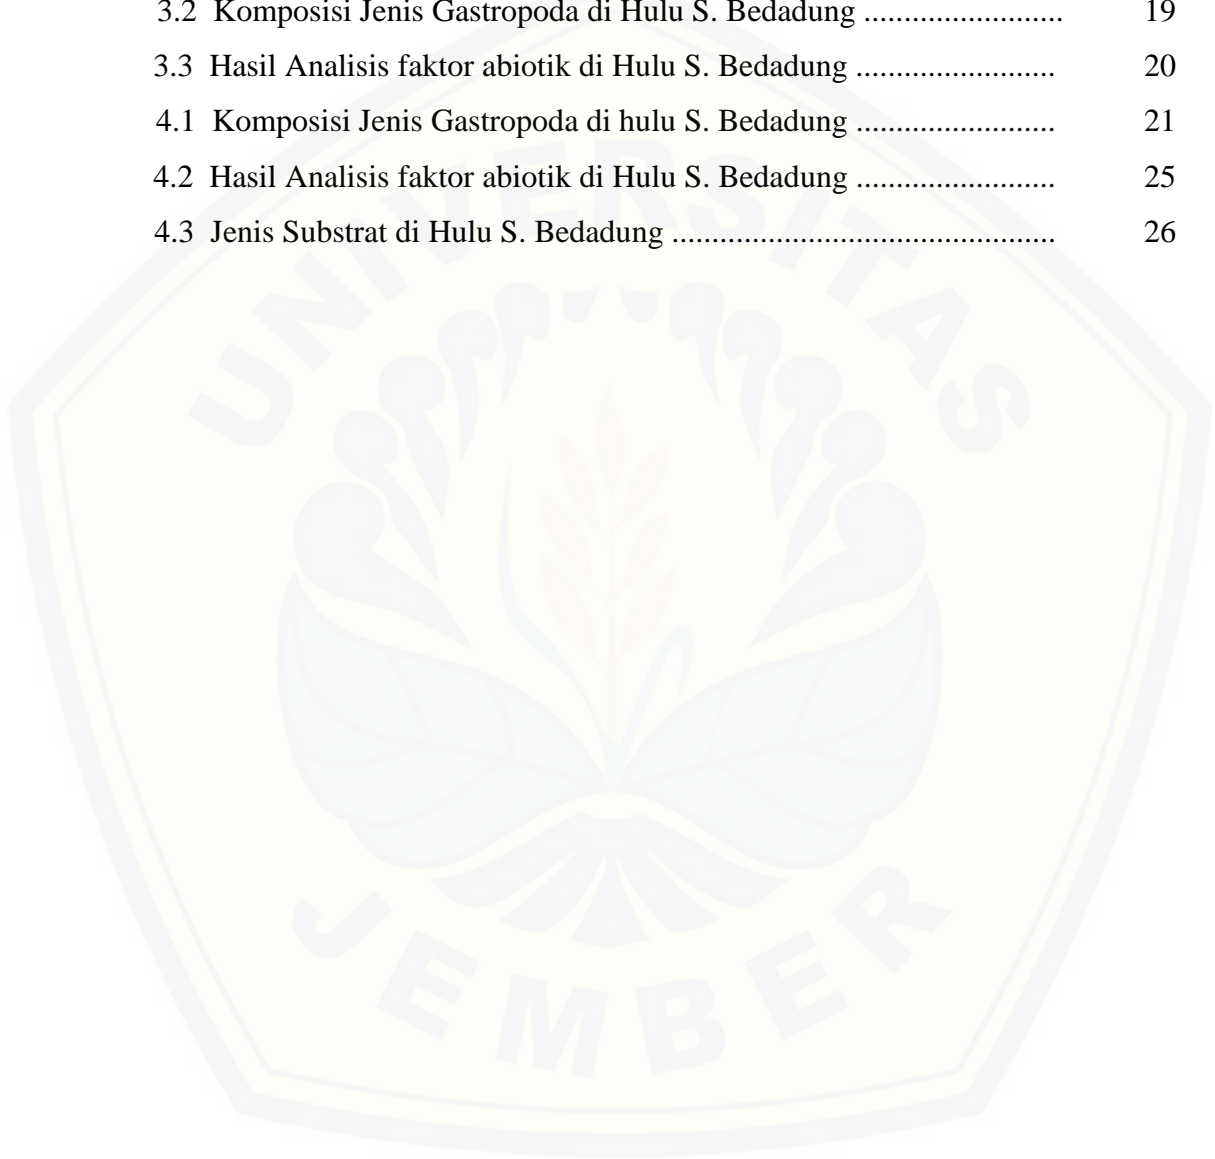 3.2 Komposisi Jenis Gastropoda di Hulu S. Bedadung ......................... 19
3.3 Hasil Analisis faktor abiotik di Hulu S. Bedadung ......................... 20
4.1 Komposisi Jenis Gastropoda di hulu S. Bedadung ......................... 21
4.2 Hasil Analisis faktor abiotik di Hulu S. Bedadung ......................... 25
4.3 Jenis Substrat di Hulu S. Bedadung ................................................ 26
UNIVERSITAS
JEMBER